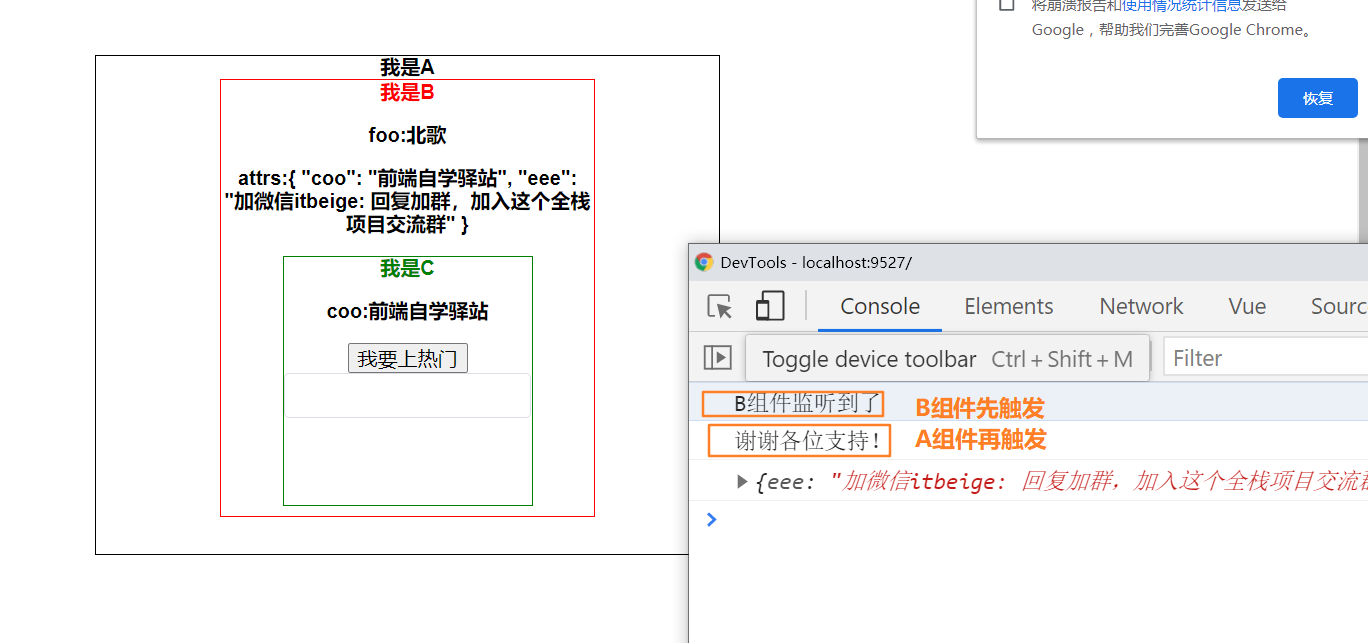 将崩溃报告和使用情况统计信息发送给
Google，帮助我们完善Google Chrome。
恢复
我是A
我是B
foo:北歌
attrs:{ "coo": "前端自学驿站", "eee":
"加微信itbeige: 回复加群，加入这个全栈
项目交流群" }
我是C
coo:前端自学驿站
我要上热门
DevTools - localhost:9527/
Console Elements Network Vue Sourc
Toggle device toolbar Ctrl + Shift + M Filter
B组件监听到了 B组件先触发
谢谢各位支持! A组件再触发
{eee: "加微信itbeige: 回复加群，加入这个全栈项目交流群